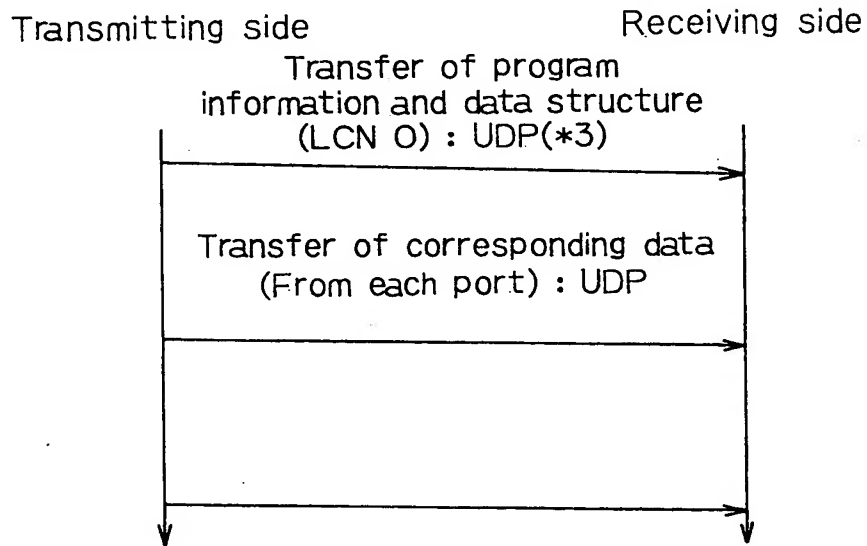 Transmitting side
Receiving side
Transfer of program
information and data structure
(LCN 0) : UDP(*3)
Transfer of corresponding data
(From each port) : UDP